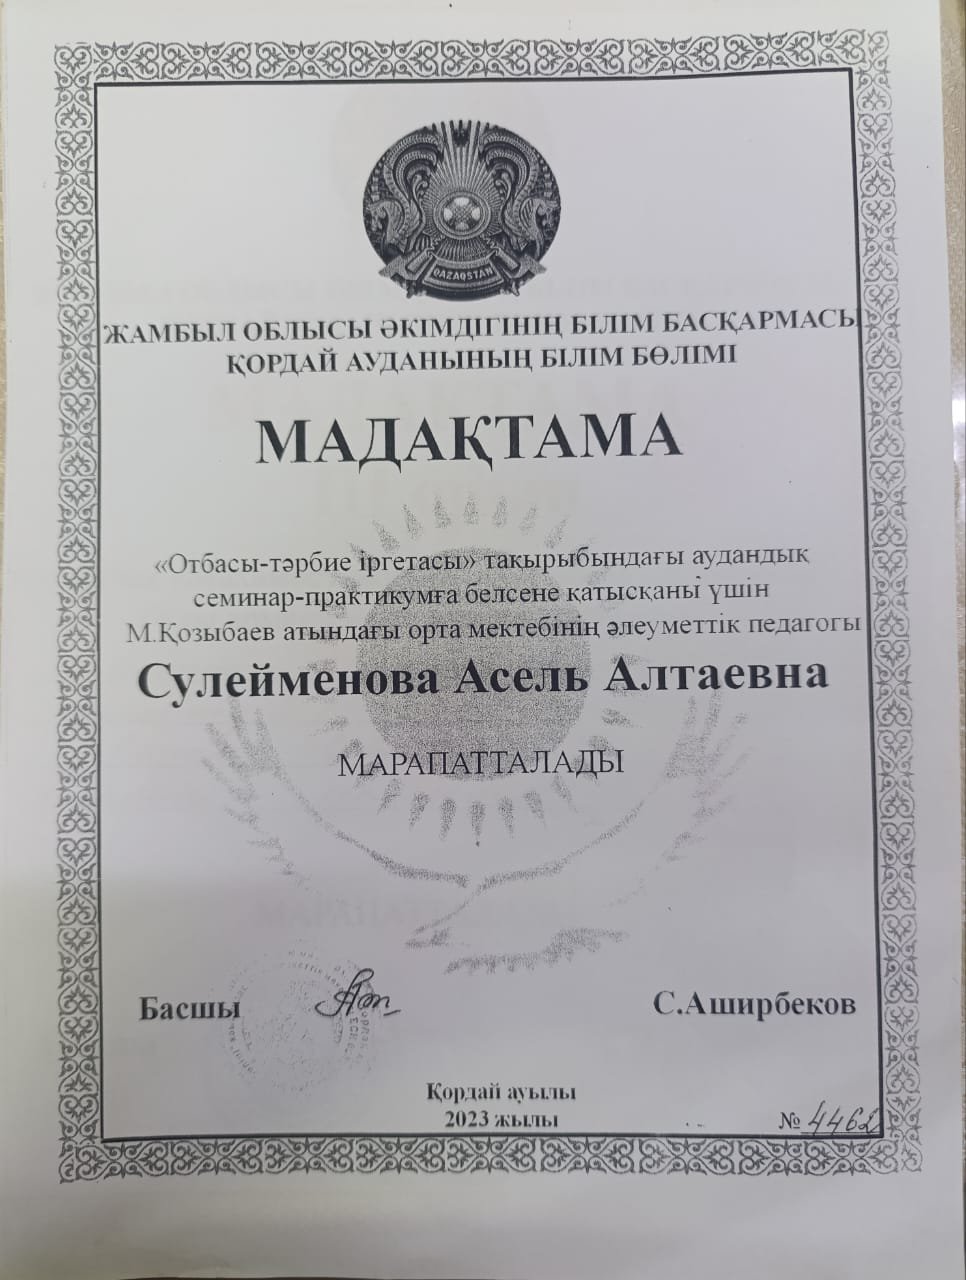 QAZAQSTAN
ЖАМБЫЛ ОБЛЫСЫ ӘКІМДІГІНІҢ БІЛІМ БАСҚАРМАСЫ
ҚОРДАЙ АУДАНЫНЫҢ БІЛІМ БӨЛІМІ
МАДАҚТАМА
«Отбасы-тәрбие іргетасы» тақырыбындағы аудандық
семинар-практикумға белсене қатысқаны үшін
М.Қозыбаев атындағы орта мектебінің әлеуметтік педагогы
Сулейменова Асель Алтаевна
МАРАПАТТАЛАДЫ
Басшы
С.Аширбеков
Қордай ауылы
2023 жылы
№ 4462